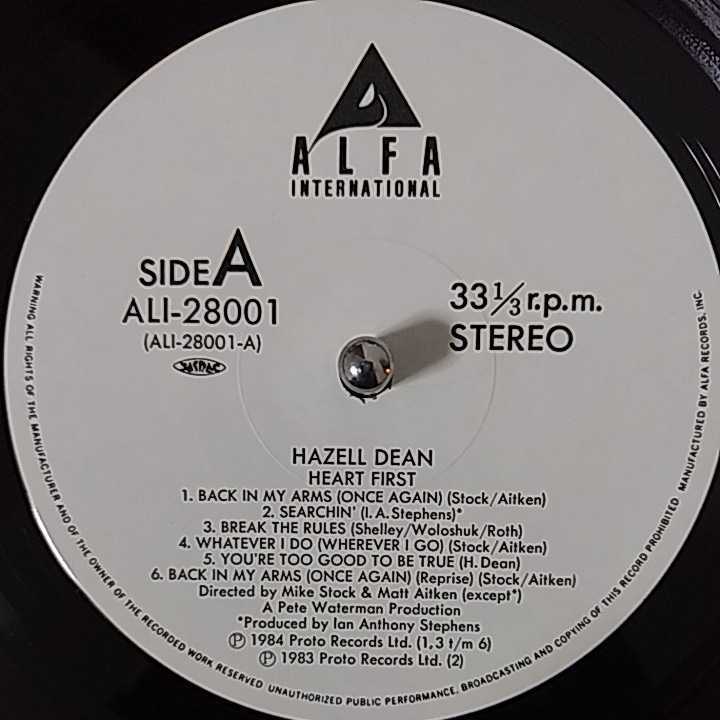 ALFA
INTERNATIONAL
SIDE A
ALI-28001
(ALI-28001-A)
JASRAC
33 1/3 r.p.m.
STEREO
HAZELL DEAN
HEART FIRST
1. BACK IN MY ARMS (ONCE AGAIN) (Stock/Aitken)
2. SEARCHIN' (I.A.Stephens)*
3. BREAK THE RULES (Shelley/Woloshuk/Roth)
4. WHATEVER I DO (WHEREVER I GO) (Stock/Aitken)
5. YOU'RE TOO GOOD TO BE TRUE (H. Dean)
6. BACK IN MY ARMS (ONCE AGAIN) (Reprise) (Stock/Aitken)
Directed by Mike Stock & Matt Aitken (except*)
A Pete Waterman Production
*Produced by Ian Anthony Stephens
Ⓟ 1984 Proto Records Ltd. (1,3 t/m 6)
Ⓟ 1983 Proto Records Ltd. (2)
WARNING ALL RIGHTS OF THE MANUFACTURER AND OF THE OWNER OF THE RECORDED WORK RESERVED UNAUTHORIZED PUBLIC PERFORMANCE, BROADCASTING AND COPYING OF THIS RECORD PROHIBITED MANUFACTURED BY ALFA RECORDS, INC.